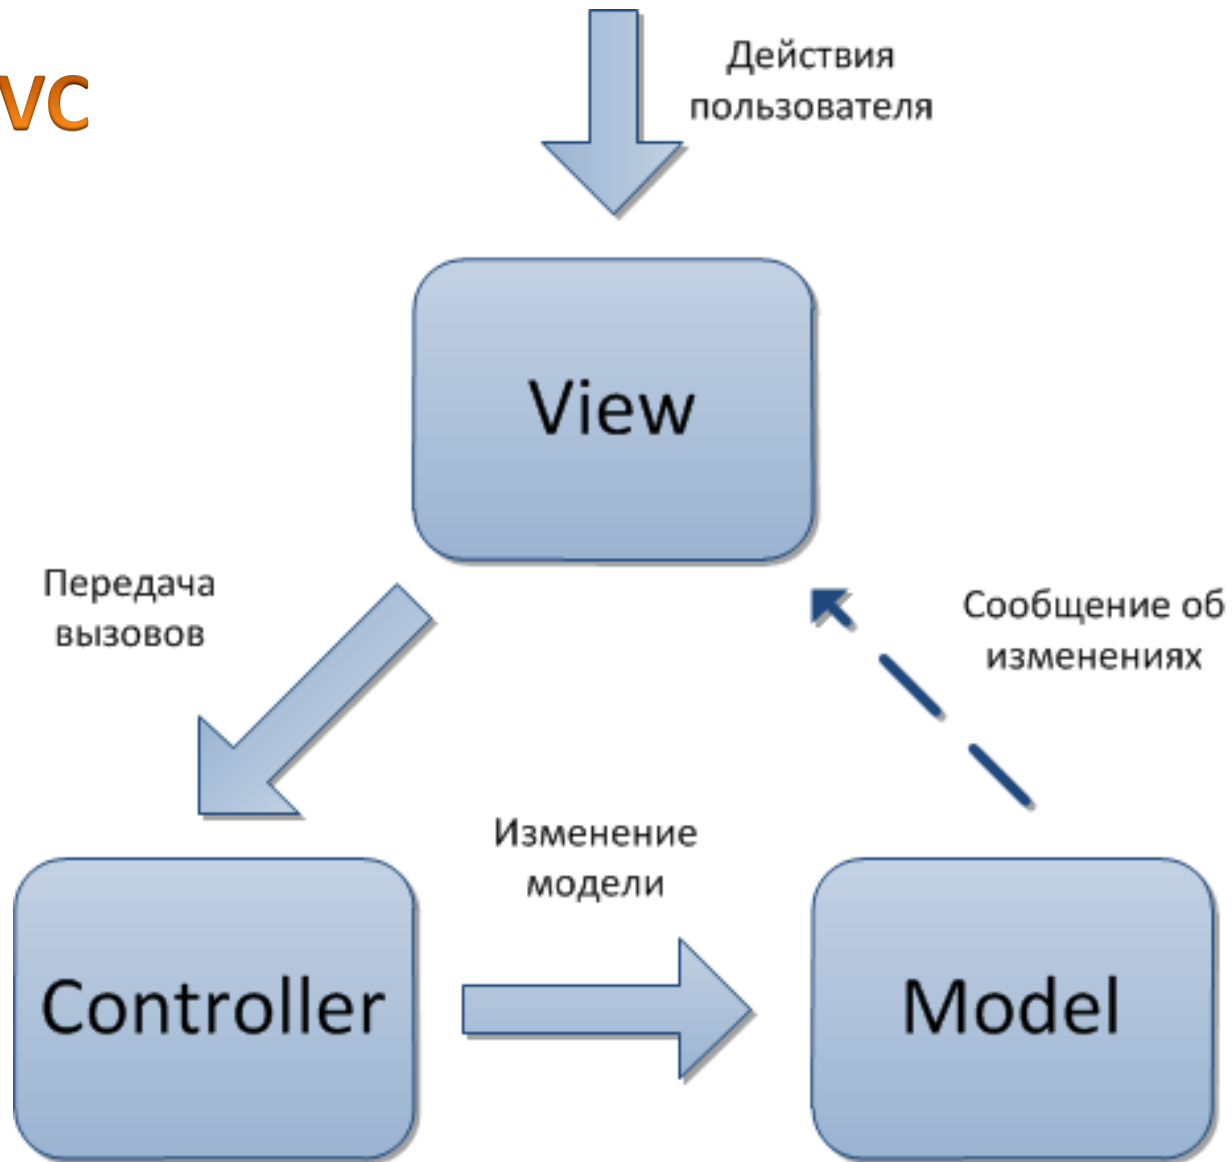 VC
Действия
пользователя
View
Передача
вызовов
Сообщение об
изменениях
Изменение
модели
Controller
Model